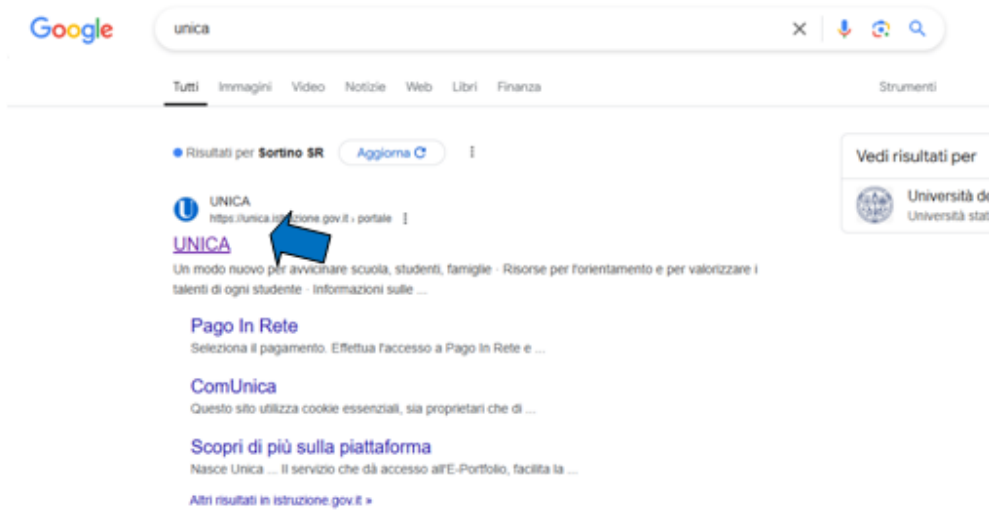 Google
unica
Tutti Immagini Video Notizie Web Libri Finanza Strumenti
Risultati per Sortino SR Aggiorna
Vedi risultati per
UNICA
https://unica.istruzione.gov.it › portale
Università de
Università stat
UNICA
Un modo nuovo per avvicinare scuola, studenti, famiglie · Risorse per l'orientamento e per valorizzare i
talenti di ogni studente · Informazioni sulle ...
Pago In Rete
Seleziona il pagamento. Effettua l'accesso a Pago In Rete e ...
ComUnica
Questo sito utilizza cookie essenziali, sia proprietari che di ...
Scopri di più sulla piattaforma
Nasce Unica ... Il servizio che dà accesso all'E-Portfolio, facilita la ...
Altri risultati in istruzione.gov.it »